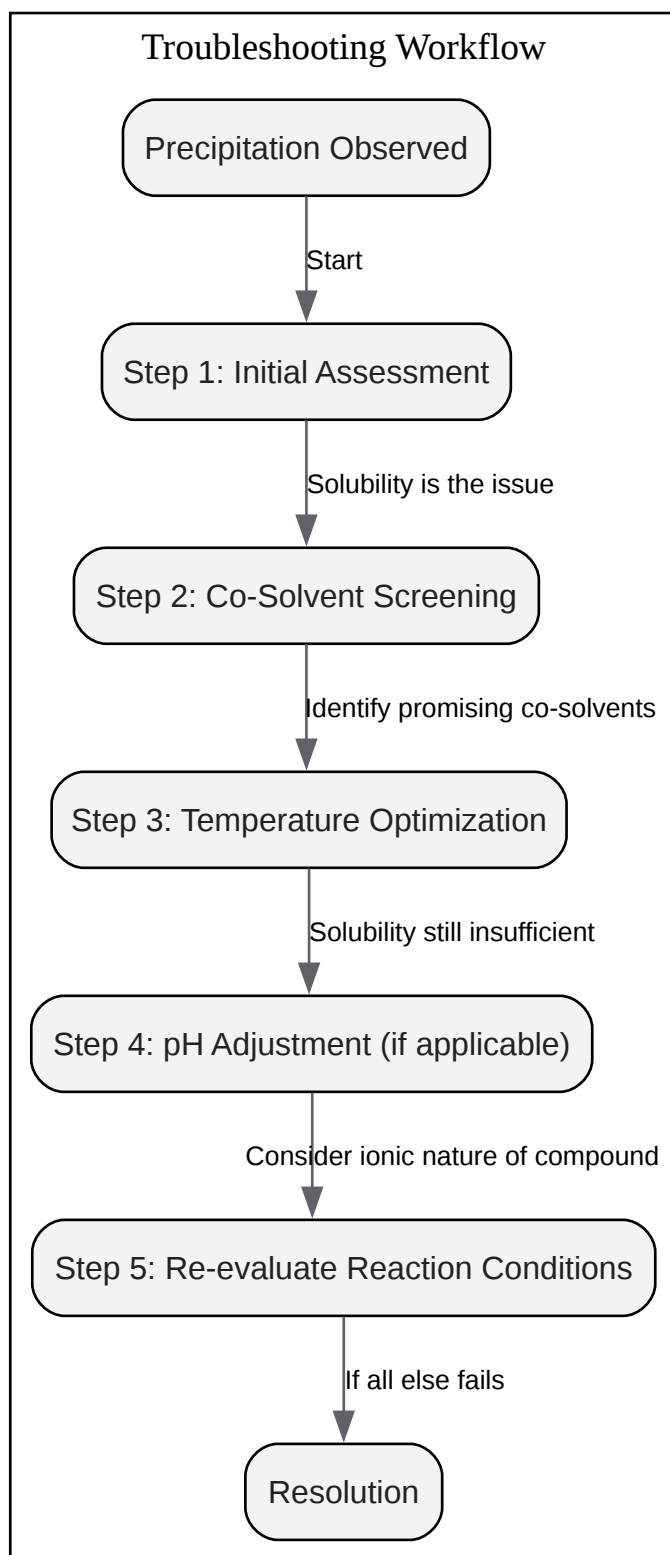 Troubleshooting Workflow
Precipitation Observed
Start
Step 1: Initial Assessment
Solubility is the issue
Step 2: Co-Solvent Screening
Identify promising co-solvents
Step 3: Temperature Optimization
Solubility still insufficient
Step 4: pH Adjustment (if applicable)
Consider ionic nature of compound
Step 5: Re-evaluate Reaction Conditions
If all else fails
Resolution